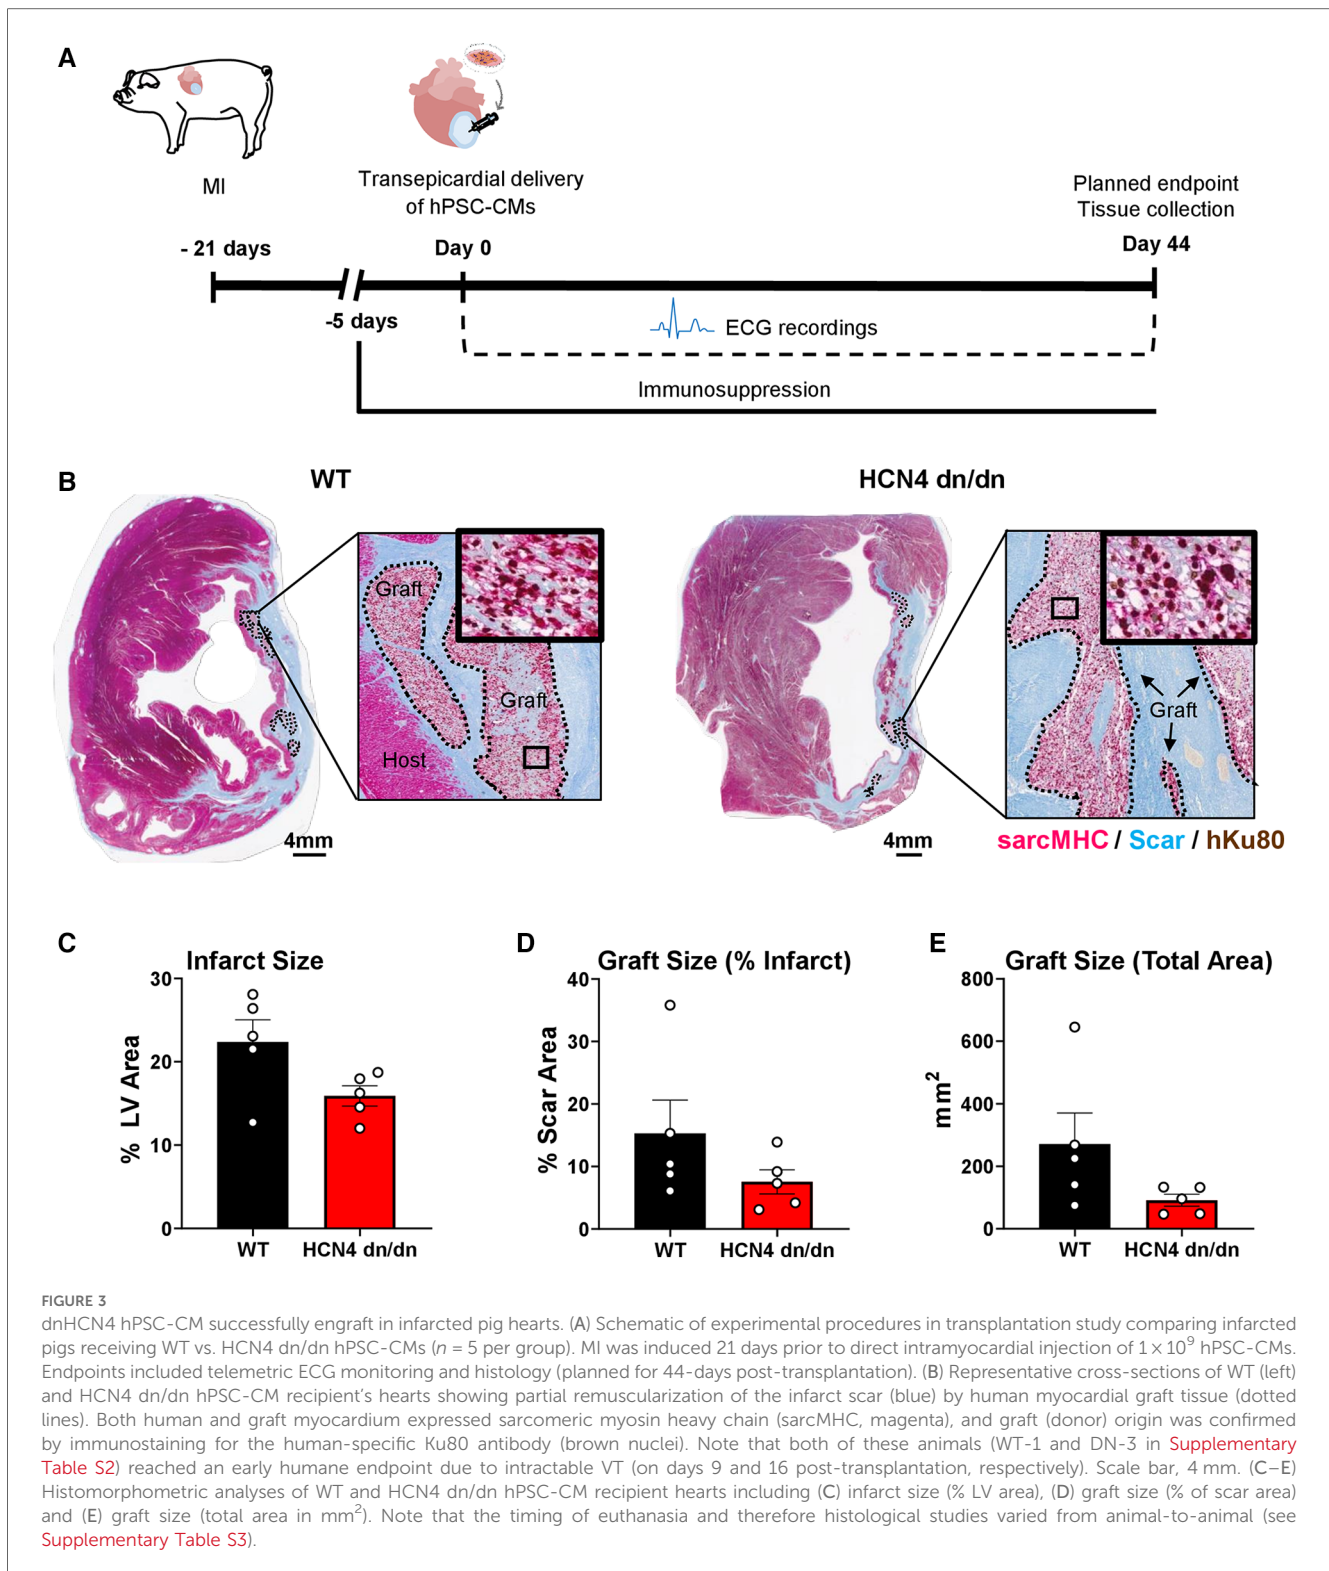 A
MI
Transepicardial delivery
of hPSC-CMs
Planned endpoint
Tissue collection
- 21 days
Day 0
Day 44
-5 days
ECG recordings
Immunosuppression
B
WT
HCN4 dn/dn
Graft
Graft
Host
Graft
4mm
4mm
sarcMHC / Scar / hKu80
C
Infarct Size
% LV Area
30
20
10
0
WT
HCN4 dn/dn
D
Graft Size (% Infarct)
% Scar Area
40
30
20
10
0
WT
HCN4 dn/dn
E
Graft Size (Total Area)
mm²
800
600
400
200
0
WT
HCN4 dn/dn
FIGURE 3
dnHCN4 hPSC-CM successfully engraft in infarcted pig hearts. (A) Schematic of experimental procedures in transplantation study comparing infarcted
pigs receiving WT vs. HCN4 dn/dn hPSC-CMs (n = 5 per group). MI was induced 21 days prior to direct intramyocardial injection of 1 × 10⁹ hPSC-CMs.
Endpoints included telemetric ECG monitoring and histology (planned for 44-days post-transplantation). (B) Representative cross-sections of WT (left)
and HCN4 dn/dn hPSC-CM recipient's hearts showing partial remuscularization of the infarct scar (blue) by human myocardial graft tissue (dotted
lines). Both human and graft myocardium expressed sarcomeric myosin heavy chain (sarcMHC, magenta), and graft (donor) origin was confirmed
by immunostaining for the human-specific Ku80 antibody (brown nuclei). Note that both of these animals (WT-1 and DN-3 in Supplementary
Table S2) reached an early humane endpoint due to intractable VT (on days 9 and 16 post-transplantation, respectively). Scale bar, 4 mm. (C–E)
Histomorphometric analyses of WT and HCN4 dn/dn hPSC-CM recipient hearts including (C) infarct size (% LV area), (D) graft size (% of scar area)
and (E) graft size (total area in mm²). Note that the timing of euthanasia and therefore histological studies varied from animal-to-animal (see
Supplementary Table S3).